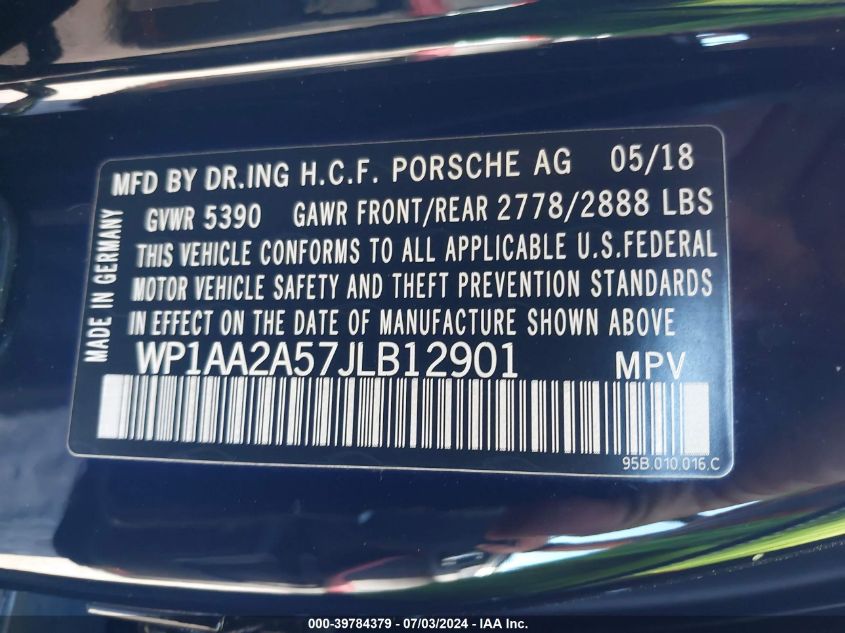 MFD BY DR.ING H.C.F. PORSCHE AG 05/18
GVWR 5390 GAWR FRONT/REAR 2778/2888 LBS
THIS VEHICLE CONFORMS TO ALL APPLICABLE U.S.FEDERAL
MOTOR VEHICLE SAFETY AND THEFT PREVENTION STANDARDS
IN EFFECT ON THE DATE OF MANUFACTURE SHOWN ABOVE
MADE IN GERMANY
WP1AA2A57JLB12901 MPV
95B.010.016.C
000-39784379 / 07/03/2024 - IAA Inc.